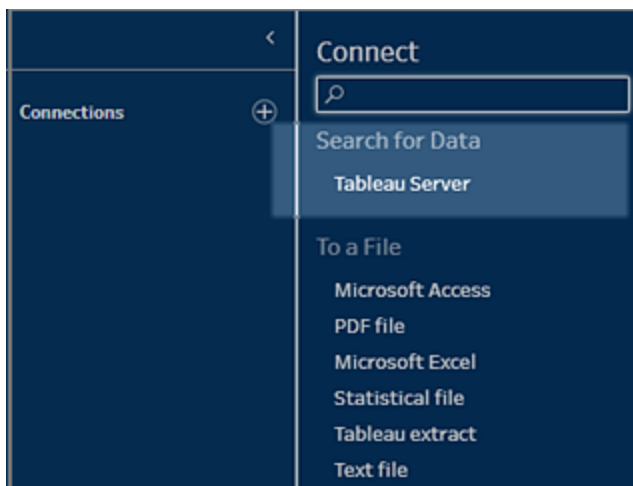 Connections
Connect
Search for Data
Tableau Server
To a File
Microsoft Access
PDF file
Microsoft Excel
Statistical file
Tableau extract
Text file